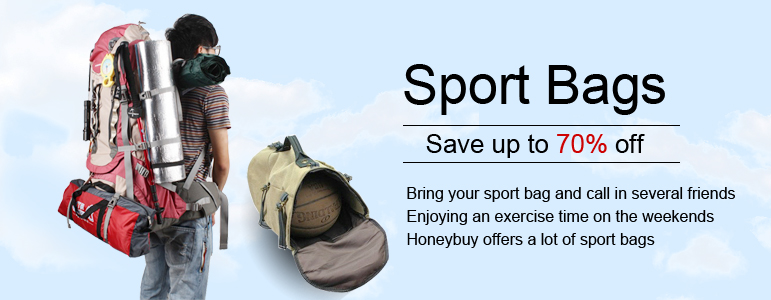 Sport Bags
Save up to 70% off
Bring your sport bag and call in several friends
Enjoying an exercise time on the weekends
Honeybuy offers a lot of sport bags